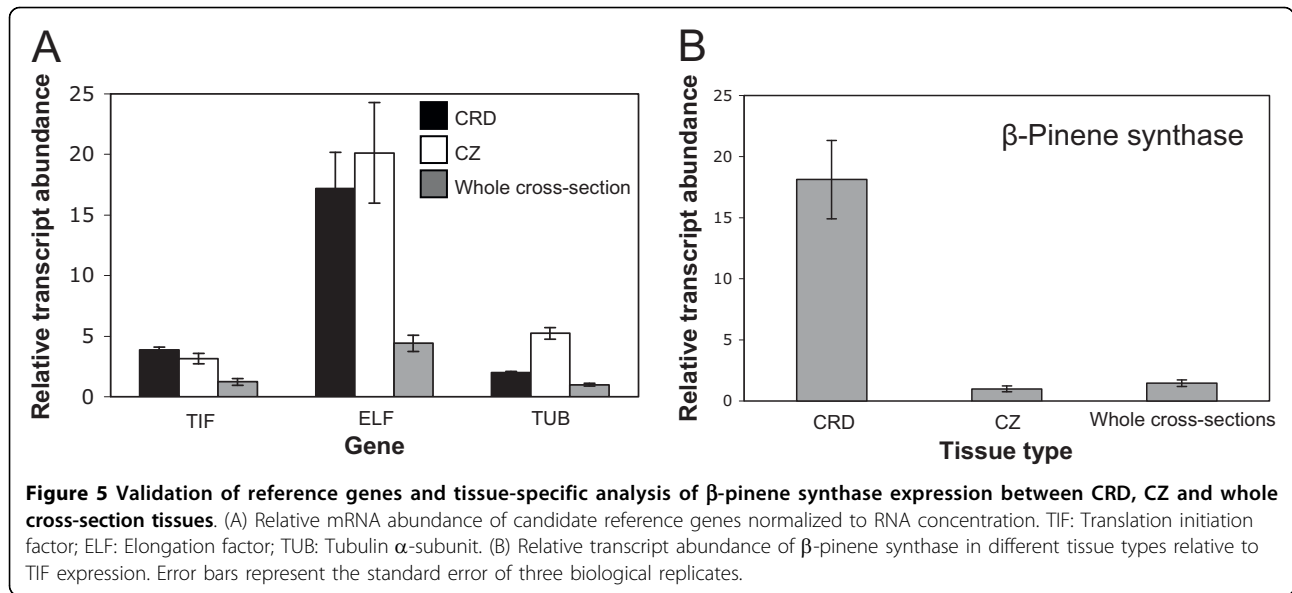 A
Relative transcript abundance
25
20
15
10
5
0
CRD
CZ
Whole cross-section
TIF
ELF
TUB
Gene
B
Relative transcript abundance
25
20
15
10
5
0
β-Pinene synthase
CRD
CZ
Whole cross-sections
Tissue type
Figure 5 Validation of reference genes and tissue-specific analysis of β-pinene synthase expression between CRD, CZ and whole
cross-section tissues. (A) Relative mRNA abundance of candidate reference genes normalized to RNA concentration. TIF: Translation initiation
factor; ELF: Elongation factor; TUB: Tubulin α-subunit. (B) Relative transcript abundance of β-pinene synthase in different tissue types relative to
TIF expression. Error bars represent the standard error of three biological replicates.